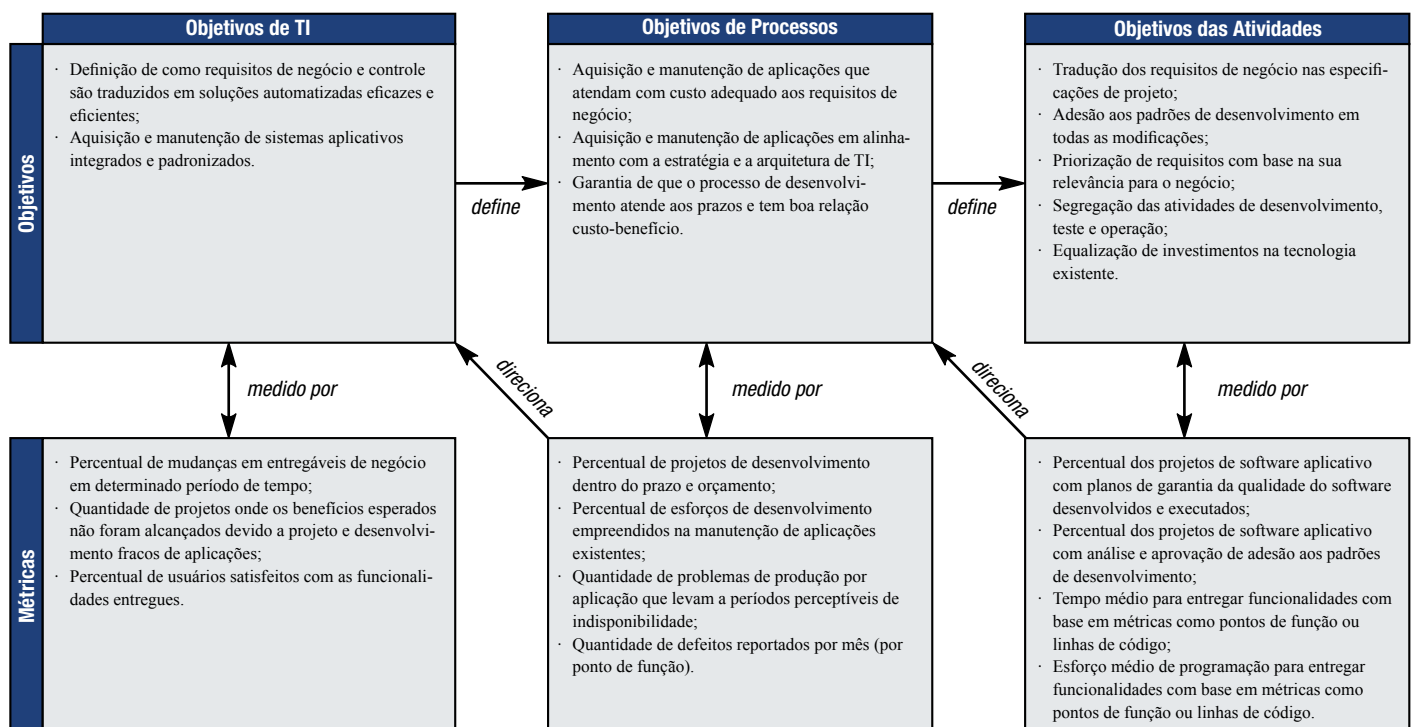 Objetivos de TI
Objetivos
· Definição de como requisitos de negócio e controle
são traduzidos em soluções automatizadas eficazes e
eficientes;
· Aquisição e manutenção de sistemas aplicativos
integrados e padronizados.
define
Objetivos de Processos
· Aquisição e manutenção de aplicações que
atendam com custo adequado aos requisitos de
negócio;
· Aquisição e manutenção de aplicações em alinha-
mento com a estratégia e a arquitetura de TI;
· Garantia de que o processo de desenvolvi-
mento atende aos prazos e tem boa relação
custo-benefício.
define
Objetivos das Atividades
· Tradução dos requisitos de negócio nas especifi-
cações de projeto;
· Adesão aos padrões de desenvolvimento em
todas as modificações;
· Priorização de requisitos com base na sua
relevância para o negócio;
· Segregação das atividades de desenvolvimento,
teste e operação;
· Equalização de investimentos na tecnologia
existente.
medido por
direciona
medido por
direciona
medido por
Métricas
· Percentual de mudanças em entregáveis de negócio
em determinado período de tempo;
· Quantidade de projetos onde os benefícios esperados
não foram alcançados devido a projeto e desenvolvi-
mento fracos de aplicações;
· Percentual de usuários satisfeitos com as funcionali-
dades entregues.
· Percentual de projetos de desenvolvimento
dentro do prazo e orçamento;
· Percentual de esforços de desenvolvimento
empreendidos na manutenção de aplicações
existentes;
· Quantidade de problemas de produção por
aplicação que levam a períodos perceptíveis de
indisponibilidade;
· Quantidade de defeitos reportados por mês (por
ponto de função).
· Percentual dos projetos de software aplicativo
com planos de garantia da qualidade do software
desenvolvidos e executados;
· Percentual dos projetos de software aplicativo
com análise e aprovação de adesão aos padrões
de desenvolvimento;
· Tempo médio para entregar funcionalidades com
base em métricas como pontos de função ou
linhas de código;
· Esforço médio de programação para entregar
funcionalidades com base em métricas como
pontos de função ou linhas de código.